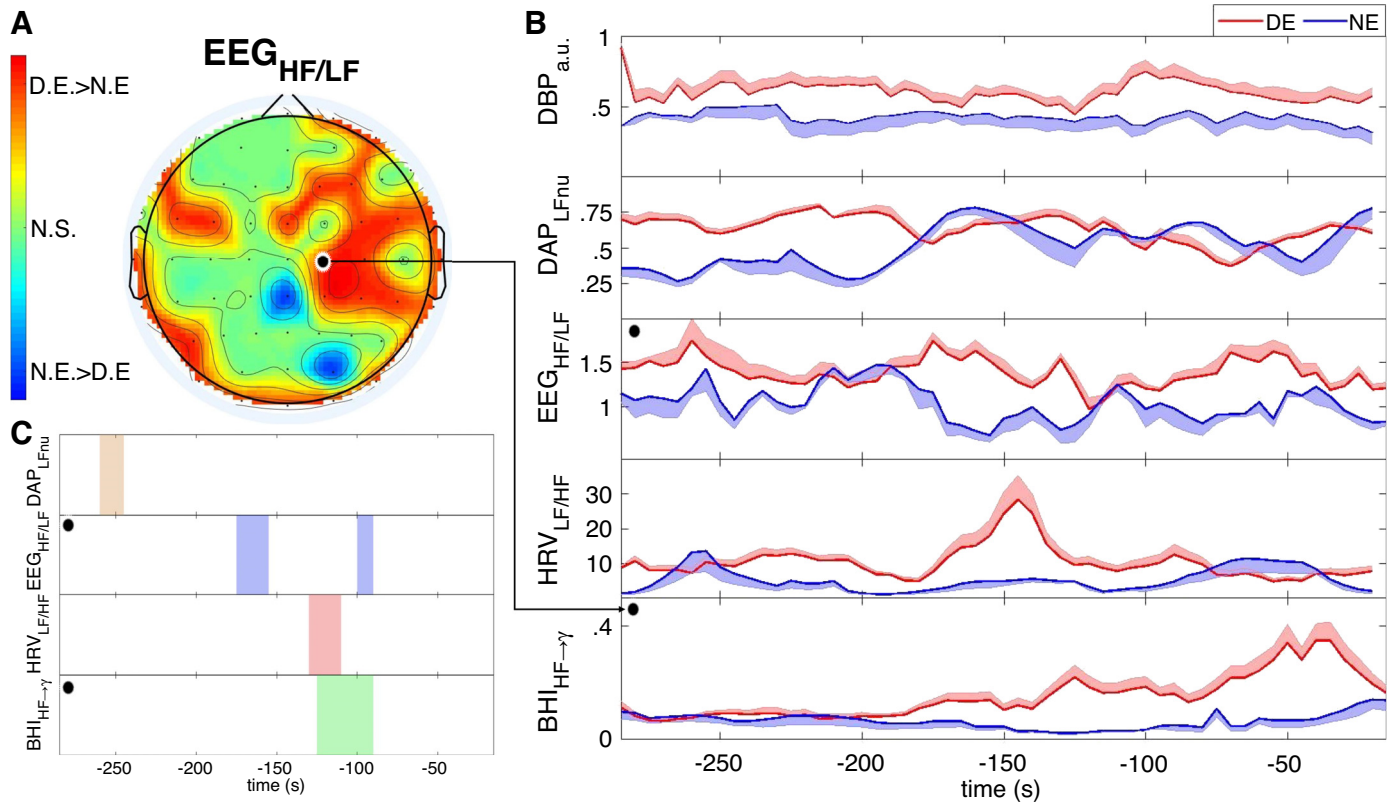 A
EEG HF/LF
D.E.>N.E
N.S.
N.E.>D.E
B
DE NE
DBP a.u.
1
.5
DAP LFnu
.75
.5
.25
EEG HF/LF
1.5
1
HRV LF/HF
30
20
10
BHI HF→γ
.4
0
-250 -200 -150 -100 -50
time (s)
C
DAP LFnu
EEG HF/LF
HRV LF/HF
BHI HF→γ
-250 -200 -150 -100 -50
time (s)